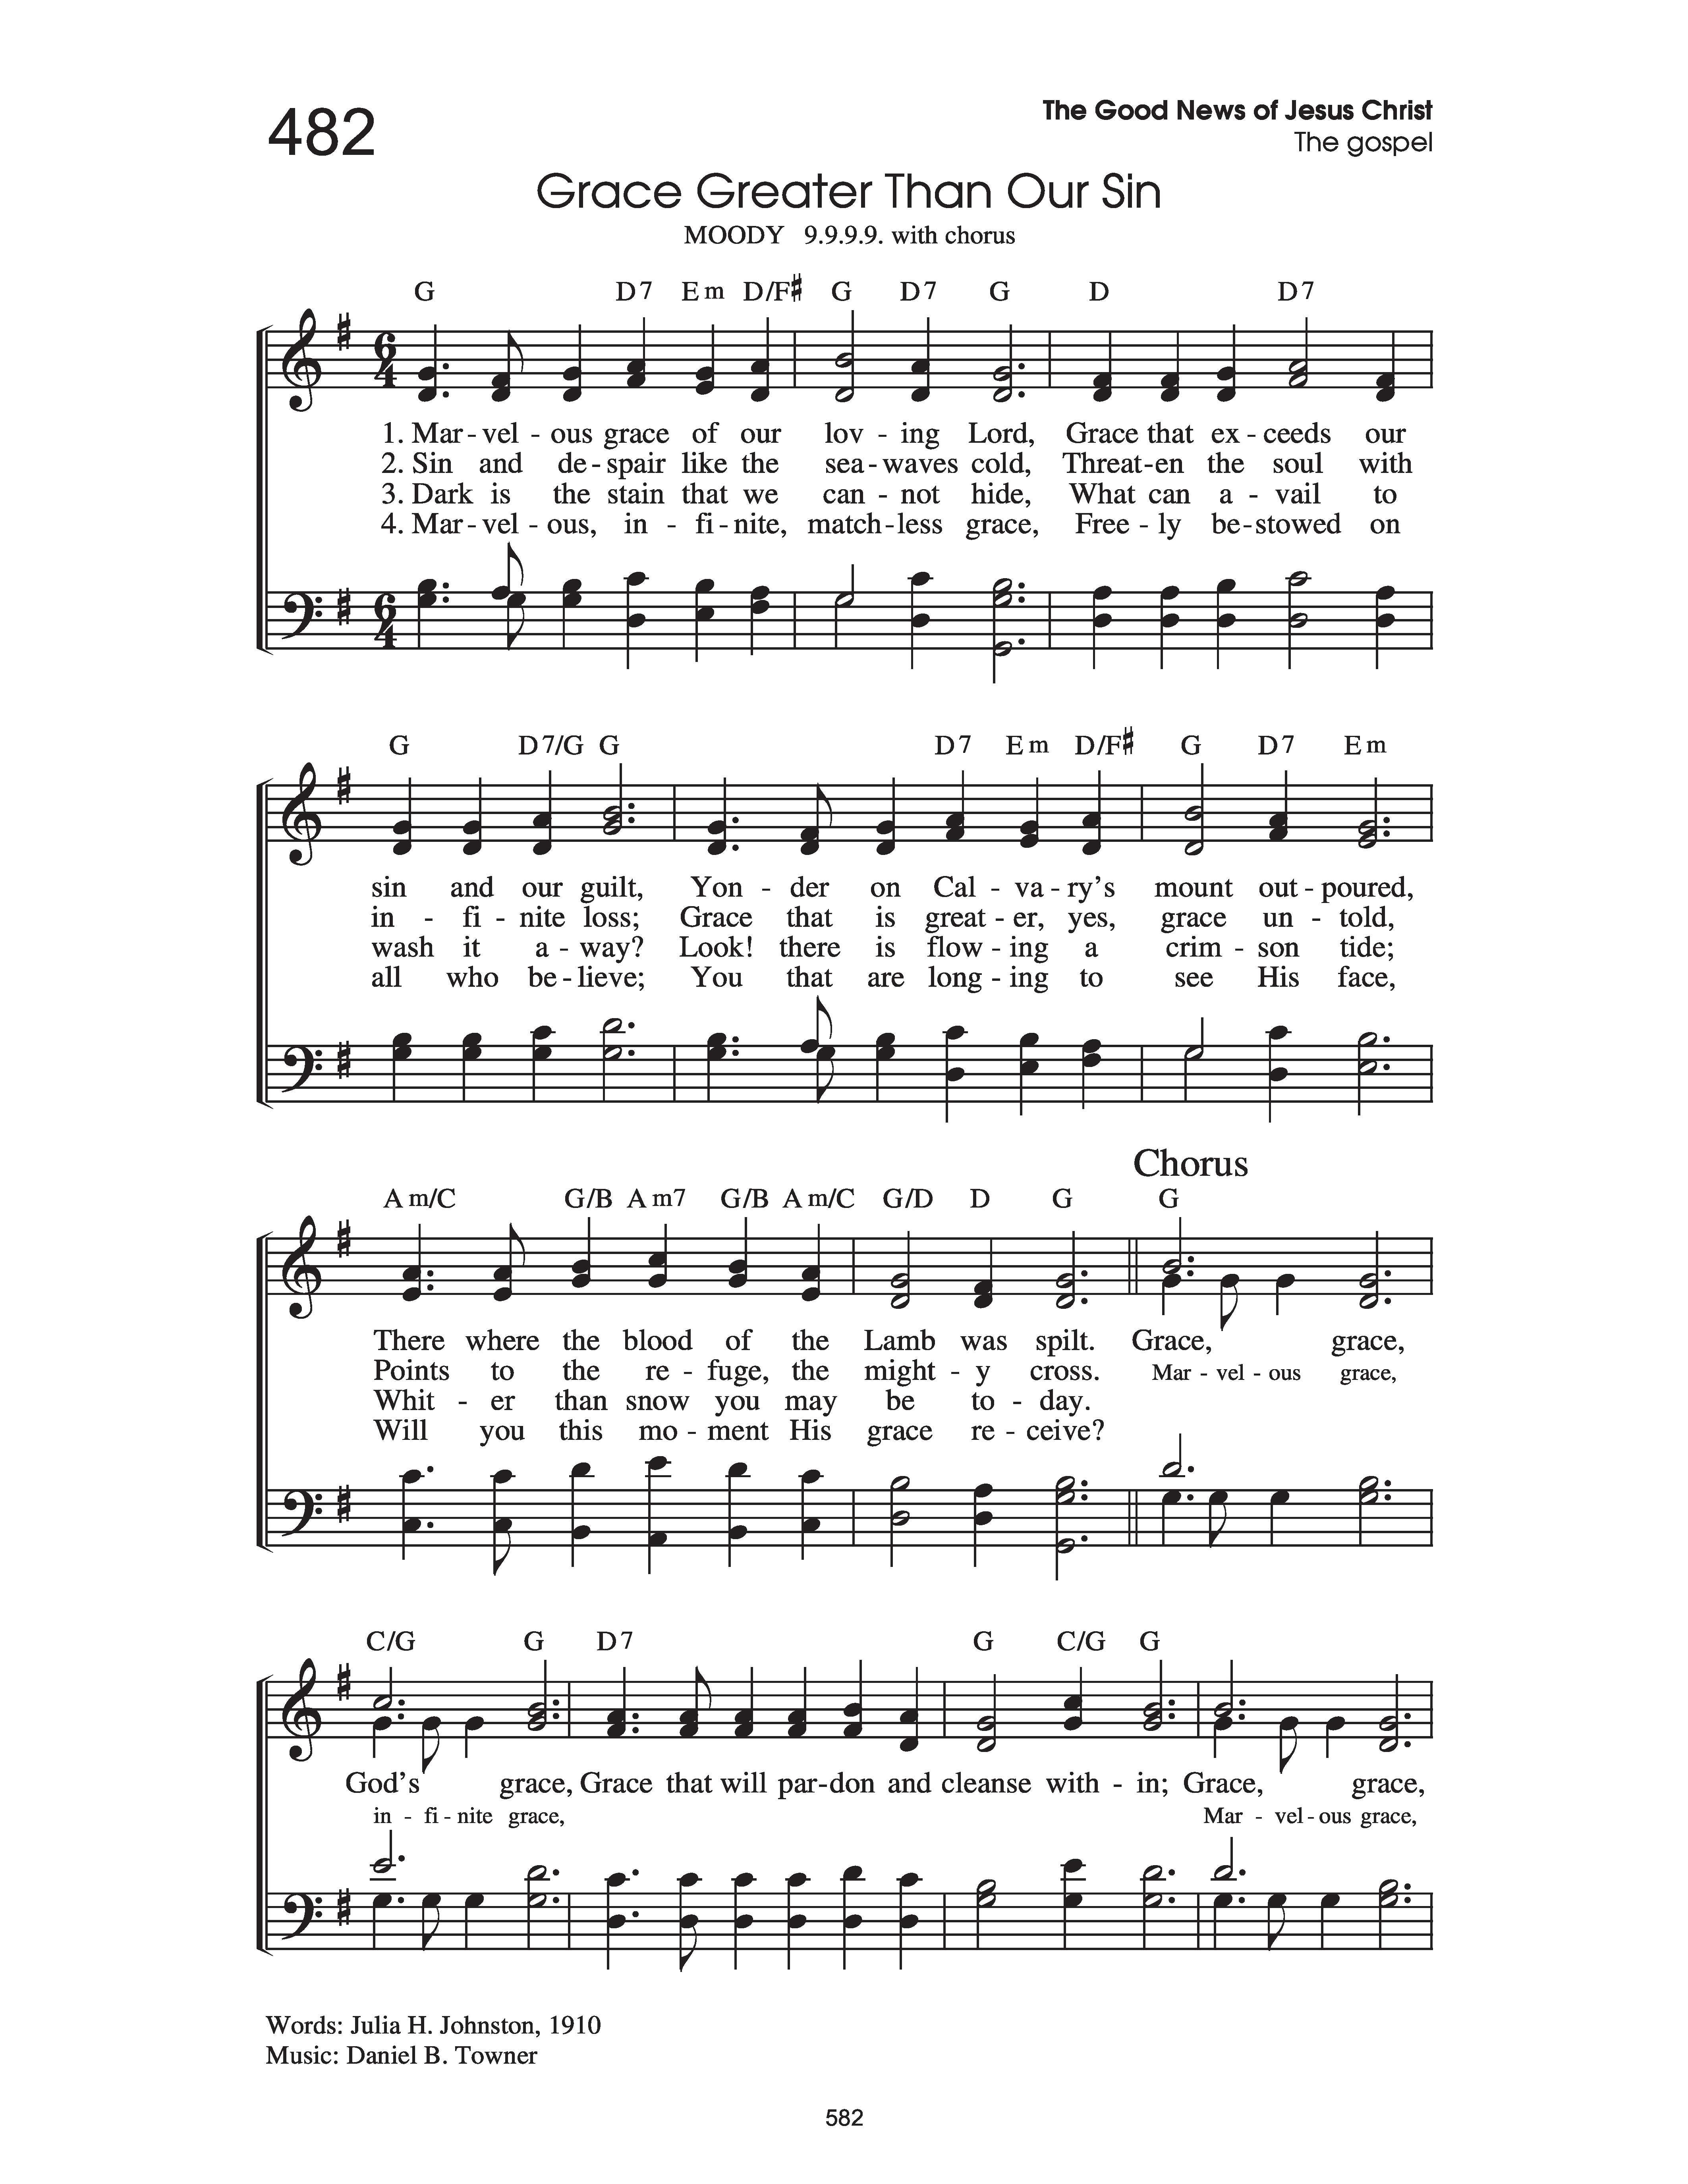 482
The Good News of Jesus Christ
The gospel
Grace Greater Than Our Sin
MOODY 9.9.9.9. with chorus
G D7 Em D/F♯ G D7 G D D7
1. Mar-vel - ous grace of our lov - ing Lord, Grace that ex-ceeds our
2. Sin and de-spair like the sea-waves cold, Threat-en the soul with
3. Dark is the stain that we can - not hide, What can a - vail to
4. Mar-vel - ous, in - fi-nite, match-less grace, Free - ly be-stowed on
G D7/G G D7 Em D/F♯ G D7 Em
sin and our guilt, Yon - der on Cal - va-ry's mount out-poured,
in - fi - nite loss; Grace that is great-er, yes, grace un - told,
wash it a-way? Look! there is flow-ing a crim - son tide;
all who be-lieve; You that are long-ing to see His face,
Chorus
Am/C G/B Am7 G/B Am/C G/D D G G
There where the blood of the Lamb was spilt. Grace, grace,
Points to the re - fuge, the might - y cross. Mar - vel - ous grace,
Whit - er than snow you may be to - day.
Will you this mo - ment His grace re - ceive?
C/G G D7 G C/G G
God's grace, Grace that will par-don and cleanse with - in; Grace, grace,
in - fi - nite grace, Mar - vel - ous grace,
Words: Julia H. Johnston, 1910
Music: Daniel B. Towner
582